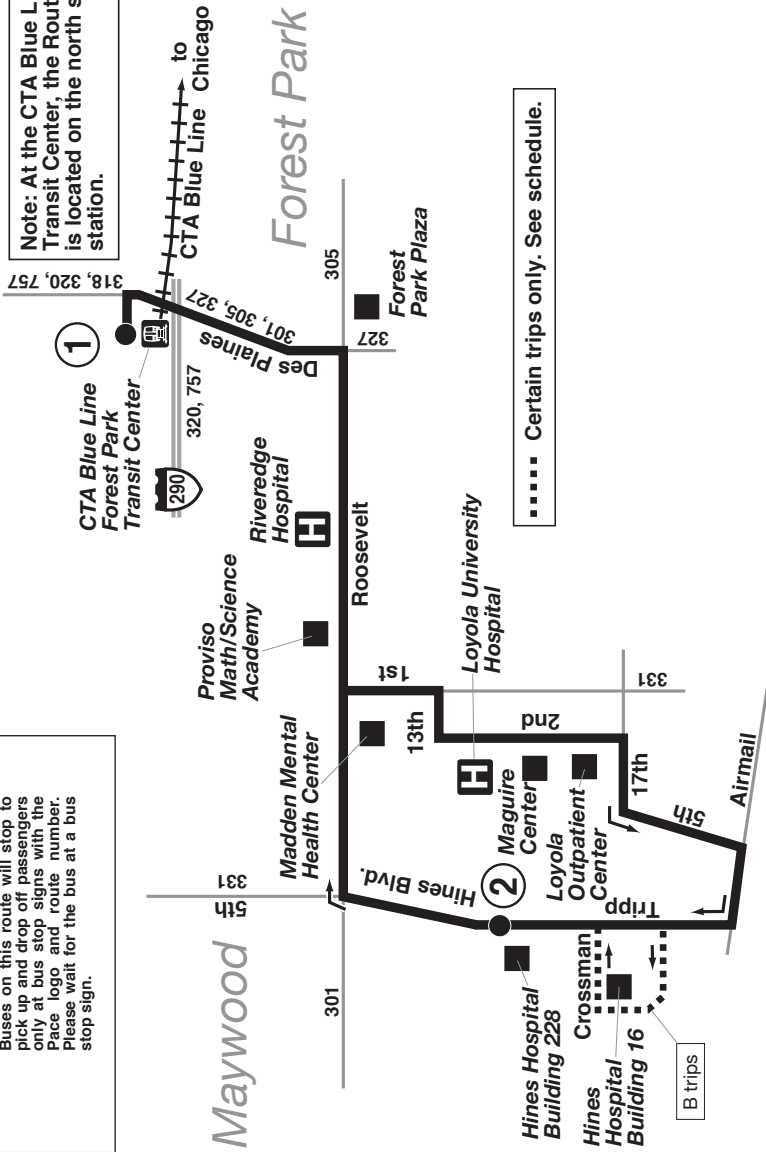 Buses on this route will stop to
pick up and drop off passengers
only at bus stop signs with the
Pace logo and route number.
Please wait for the bus at a bus
stop sign.
Note: At the CTA Blue L
Transit Center, the Rout
is located on the north s
station.
Maywood
Forest Park
318, 320, 757
to
Chicago
CTA Blue Line
1
CTA Blue Line
Forest Park
Transit Center
290
320, 757
301, 305, 327
Des Plaines
305
327
Forest
Park Plaza
Riveredge
Hospital
H
Proviso
Math/Science
Academy
Roosevelt
Madden Mental
Health Center
331
5th
301
1st
13th
331
2nd
Loyola University
Hospital
H
Maguire
Center
Loyola
Outpatient
Center
17th
5th
Airmail
Hines Blvd.
2
Tripp
Hines Hospital
Building 228
Crossman
Hines
Hospital
Building 16
B trips
Certain trips only. See schedule.